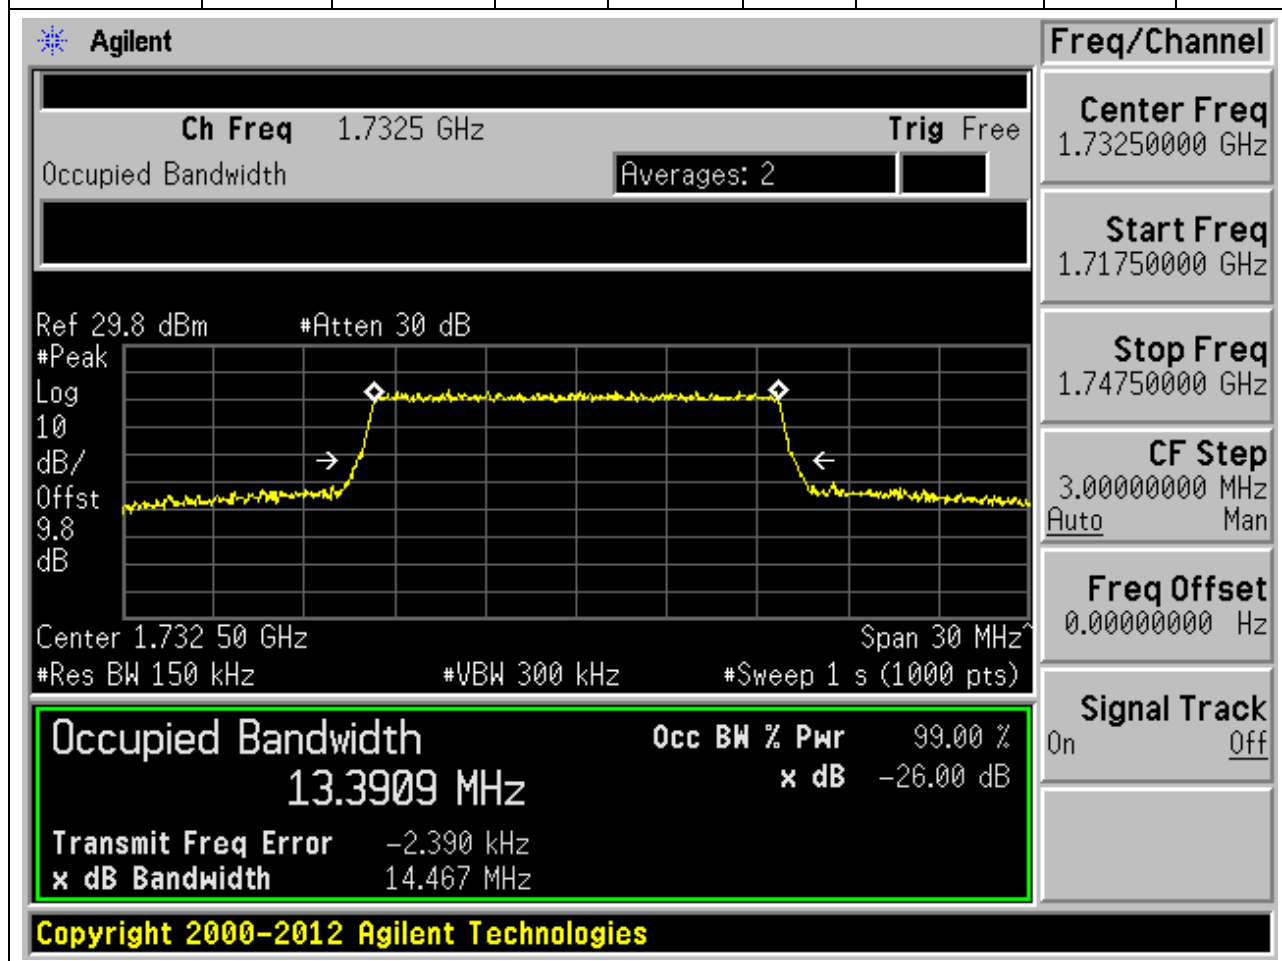 Agilent
Freq/Channel
Ch Freq 1.7325 GHz
Trig Free
Occupied Bandwidth
Averages: 2
Ref 29.8 dBm
#Atten 30 dB
#Peak
Log
10
dB/
Offst
9.8
dB
Center 1.732 50 GHz
Span 30 MHz^
#Res BW 150 kHz
#VBW 300 kHz
#Sweep 1 s (1000 pts)
Occupied Bandwidth
13.3909 MHz
Occ BW % Pwr 99.00 %
x dB -26.00 dB
Transmit Freq Error -2.390 kHz
x dB Bandwidth 14.467 MHz
Copyright 2000-2012 Agilent Technologies
Center Freq
1.73250000 GHz
Start Freq
1.71750000 GHz
Stop Freq
1.74750000 GHz
CF Step
3.00000000 MHz
Auto Man
Freq Offset
0.00000000 Hz
Signal Track
On Off